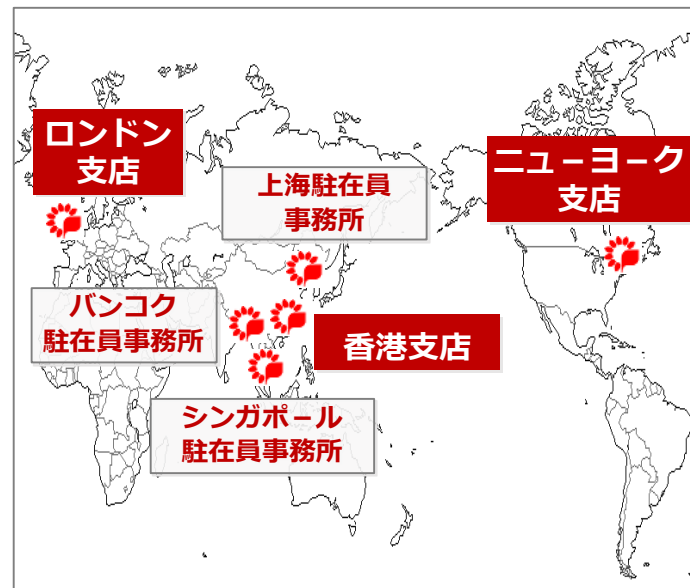 ロンドン
支店
ニューヨーク
支店
上海駐在員
事務所
バンコク
駐在員事務所
香港支店
シンガポール
駐在員事務所